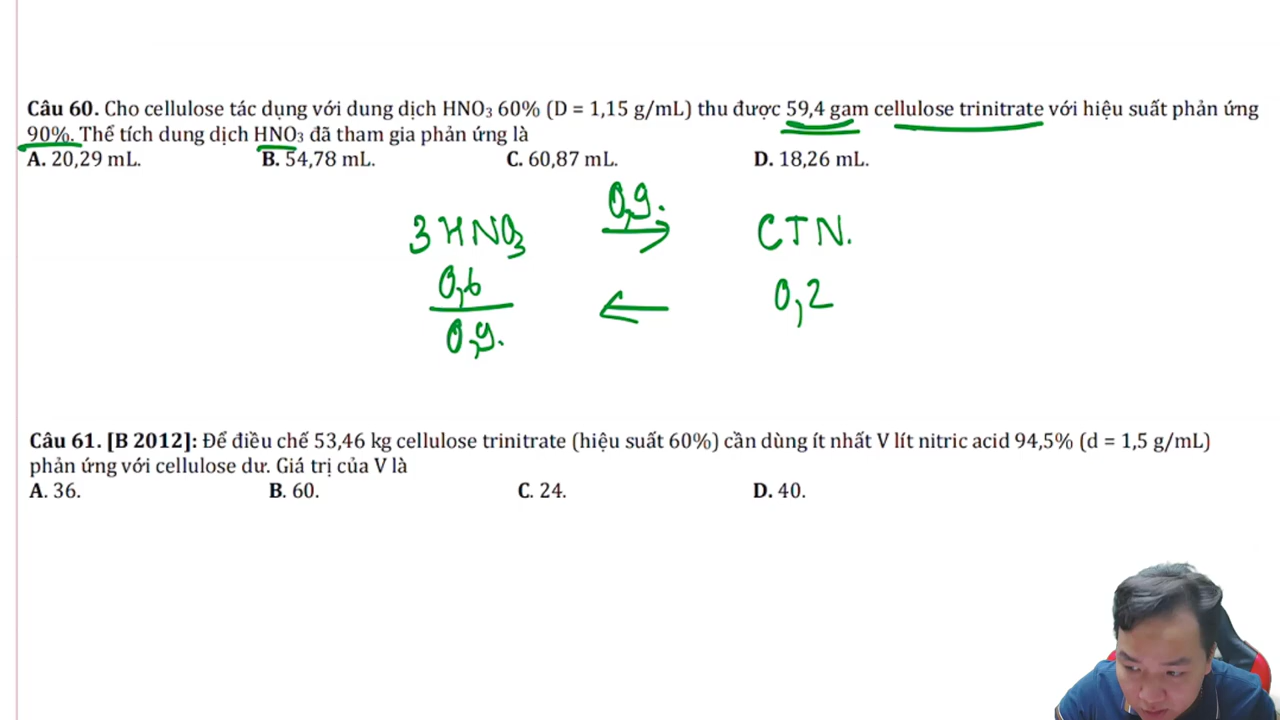 Câu 60. Cho cellulose tác dụng với dung dịch HNO₃ 60% (D = 1,15 g/mL) thu được 59,4 gam cellulose trinitrate với hiệu suất phản ứng
90%. Thể tích dung dịch HNO₃ đã tham gia phản ứng là
A. 20,29 mL. B. 54,78 mL. C. 60,87 mL. D. 18,26 mL.
3HNO₃ 0,9. → CTN.
0,6 ← 0,2
0,9.
Câu 61. [B 2012]: Để điều chế 53,46 kg cellulose trinitrate (hiệu suất 60%) cần dùng ít nhất V lít nitric acid 94,5% (d = 1,5 g/mL)
phản ứng với cellulose dư. Giá trị của V là
A. 36. B. 60. C. 24. D. 40.